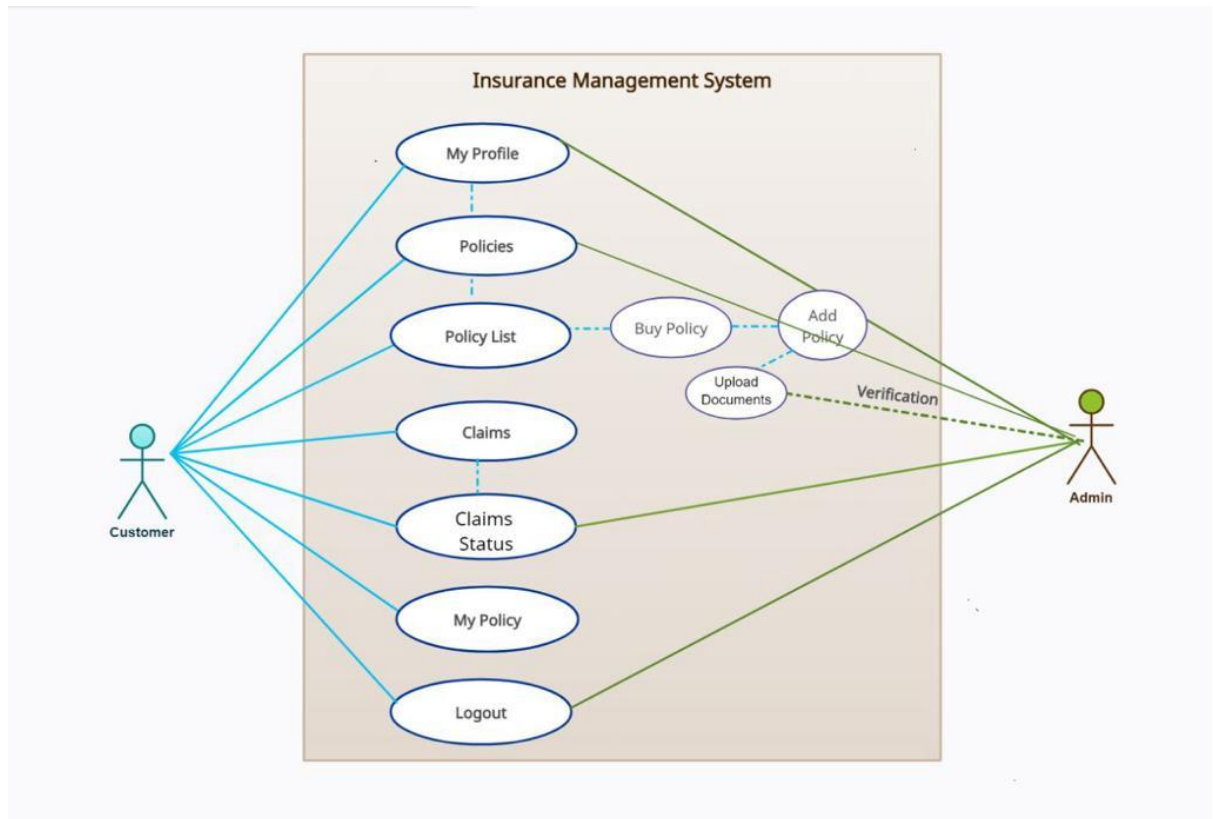 Insurance Management System
My Profile
Policies
Policy List
Buy Policy
Add
Policy
Upload
Documents
Verification
Claims
Claims
Status
My Policy
Logout
Customer
Admin